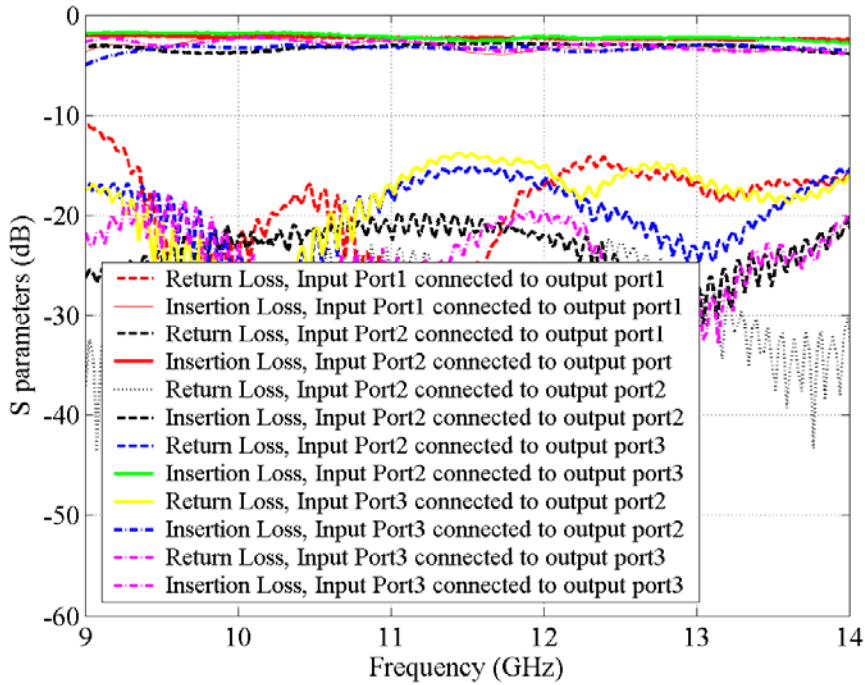 0
-10
-20
-30
-40
-50
-60
S parameters (dB)
Return Loss, Input Port1 connected to output port1
Insertion Loss, Input Port1 connected to output port1
Return Loss, Input Port2 connected to output port1
Insertion Loss, Input Port2 connected to output port
Return Loss, Input Port2 connected to output port2
Insertion Loss, Input Port2 connected to output port2
Return Loss, Input Port2 connected to output port3
Insertion Loss, Input Port2 connected to output port3
Return Loss, Input Port3 connected to output port2
Insertion Loss, Input Port3 connected to output port2
Return Loss, Input Port3 connected to output port3
Insertion Loss, Input Port3 connected to output port3
9 10 11 12 13 14
Frequency (GHz)